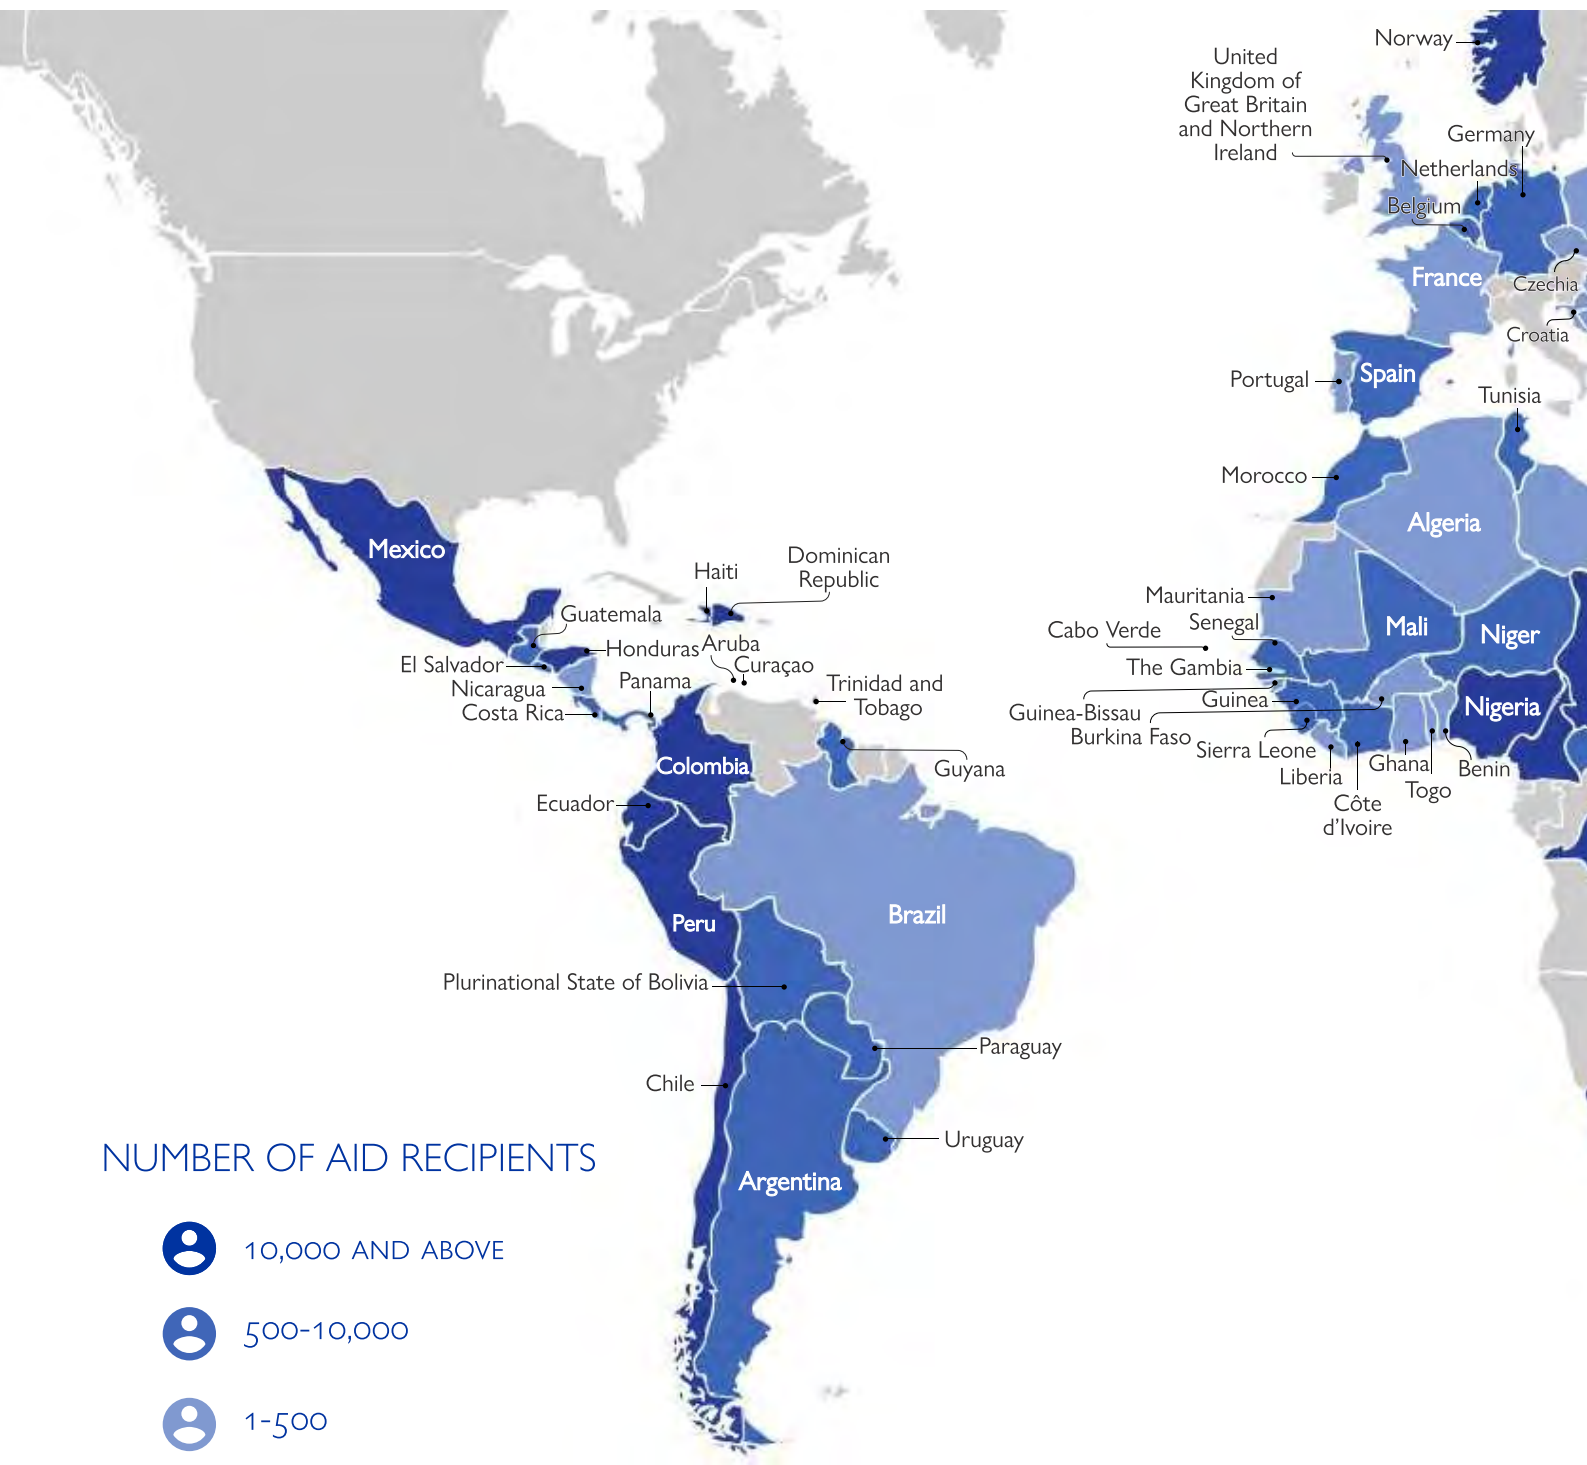 Norway
United
Kingdom of
Great Britain
and Northern
Ireland
Germany
Netherlands
Belgium
France
Czechia
Croatia
Portugal
Spain
Tunisia
Morocco
Algeria
Mexico
Haiti
Dominican
Republic
Guatemala
Honduras
Aruba
El Salvador
Curaçao
Nicaragua
Panama
Costa Rica
Trinidad and
Tobago
Mauritania
Senegal
Cabo Verde
The Gambia
Mali
Niger
Guinea
Guinea-Bissau
Burkina Faso
Nigeria
Sierra Leone
Liberia
Ghana
Benin
Togo
Côte
d'Ivoire
Colombia
Guyana
Ecuador
Peru
Brazil
Plurinational State of Bolivia
Paraguay
Chile
Uruguay
Argentina
NUMBER OF AID RECIPIENTS
10,000 AND ABOVE
500-10,000
1-500